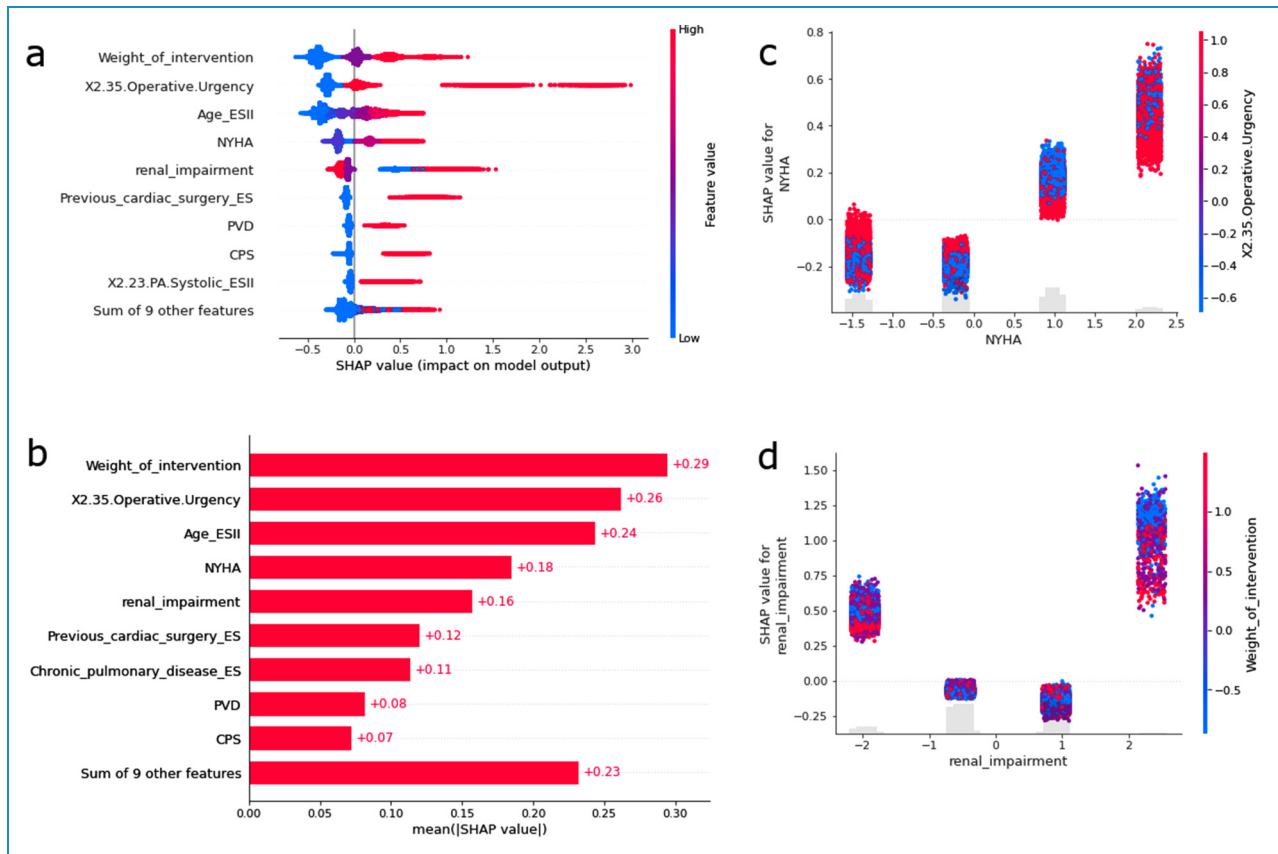 a
High
Weight_of_intervention
X2.35.Operative.Urgency
Age_ESII
NYHA
renal_impairment
Previous_cardiac_surgery_ES
PVD
CPS
X2.23.PA.Systolic_ESII
Sum of 9 other features
Feature value
Low
−0.5 0.0 0.5 1.0 1.5 2.0 2.5 3.0
SHAP value (impact on model output)
c
0.8
0.6
0.4
0.2
0.0
−0.2
SHAP value for
NYHA
−1.5 −1.0 −0.5 0.0 0.5 1.0 1.5 2.0 2.5
NYHA
1.0
0.8
0.6
0.4
0.2
0.0
−0.2
−0.4
−0.6
X2.35.Operative.Urgency
b
Weight_of_intervention +0.29
X2.35.Operative.Urgency +0.26
Age_ESII +0.24
NYHA +0.18
renal_impairment +0.16
Previous_cardiac_surgery_ES +0.12
Chronic_pulmonary_disease_ES +0.11
PVD +0.08
CPS +0.07
Sum of 9 other features +0.23
0.00 0.05 0.10 0.15 0.20 0.25 0.30
mean(|SHAP value|)
d
1.50
1.25
1.00
0.75
0.50
0.25
0.00
−0.25
SHAP value for
renal_impairment
−2 −1 0 1 2
renal_impairment
1.0
0.5
0.0
−0.5
Weight_of_intervention